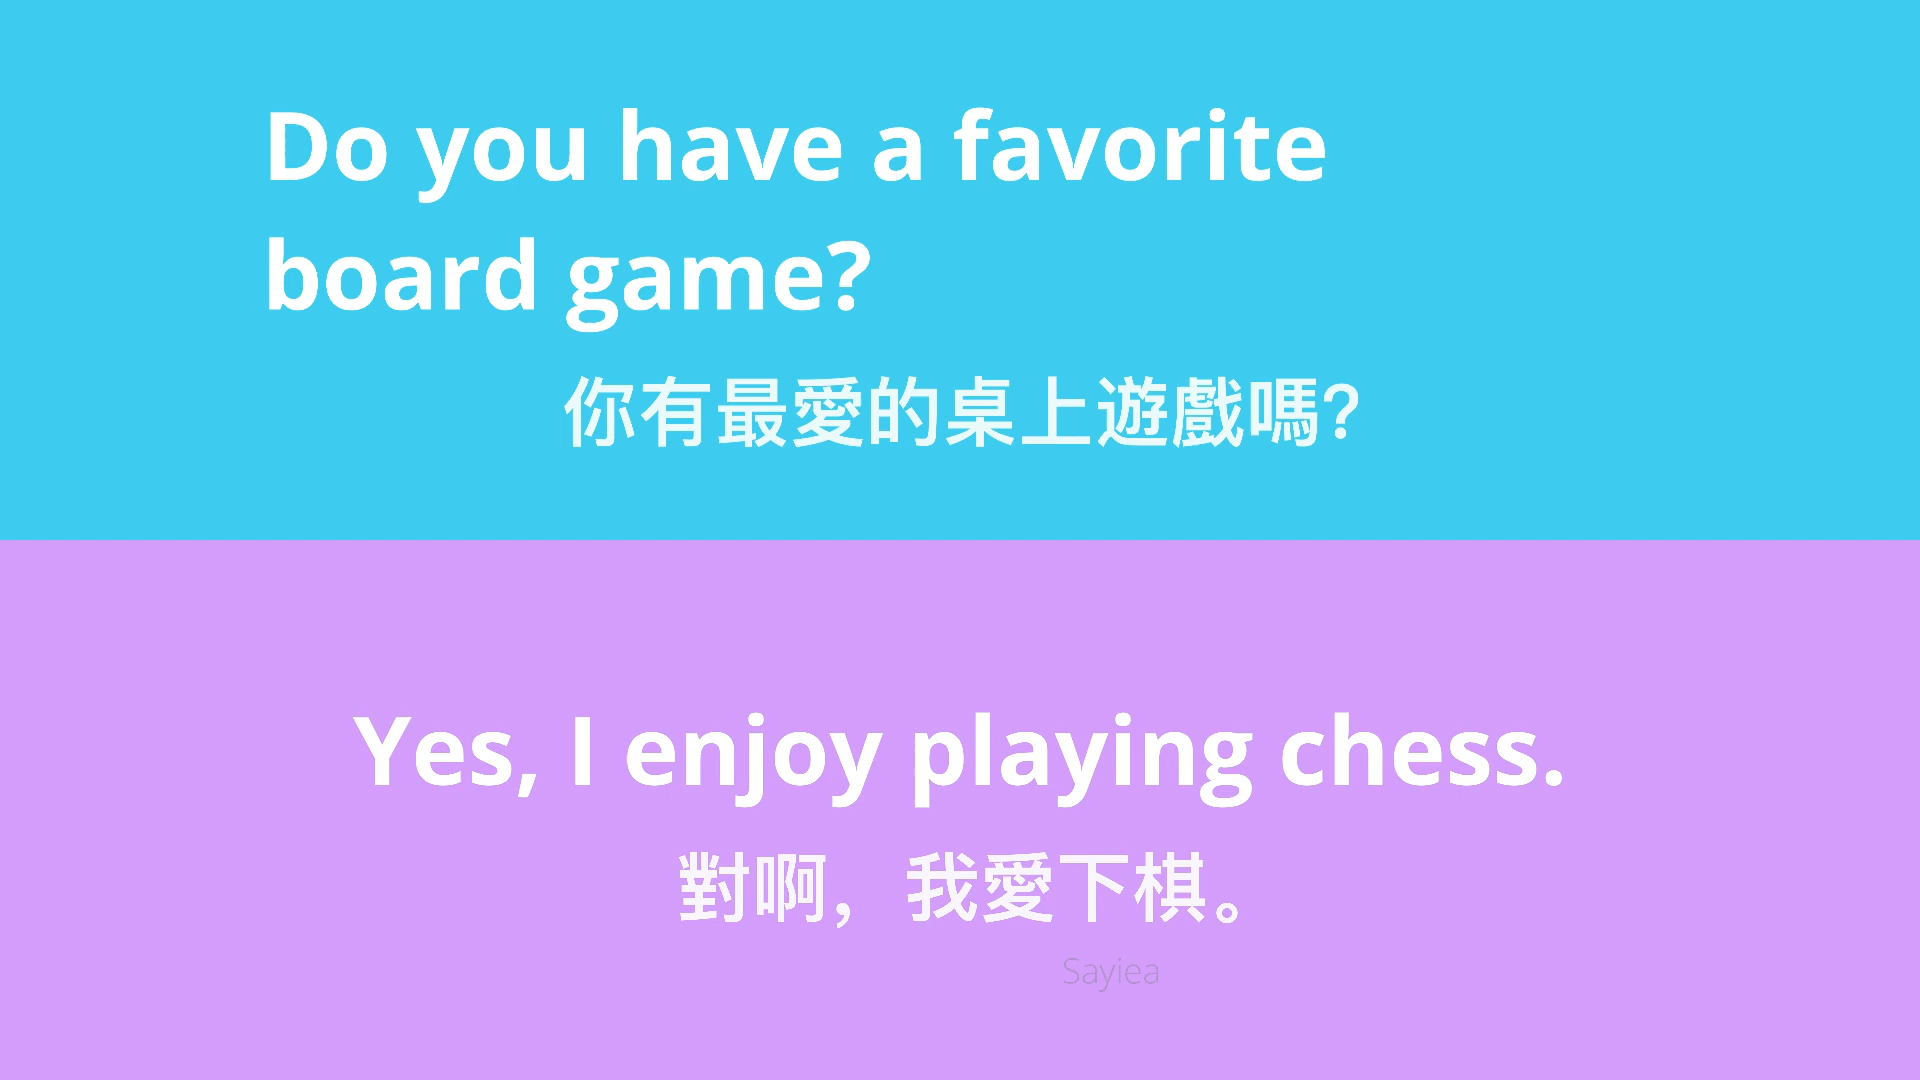 Do you have a favorite
board game?
你有最愛的桌上遊戲嗎?
Yes, I enjoy playing chess.
對啊，我愛下棋。
Sayiea